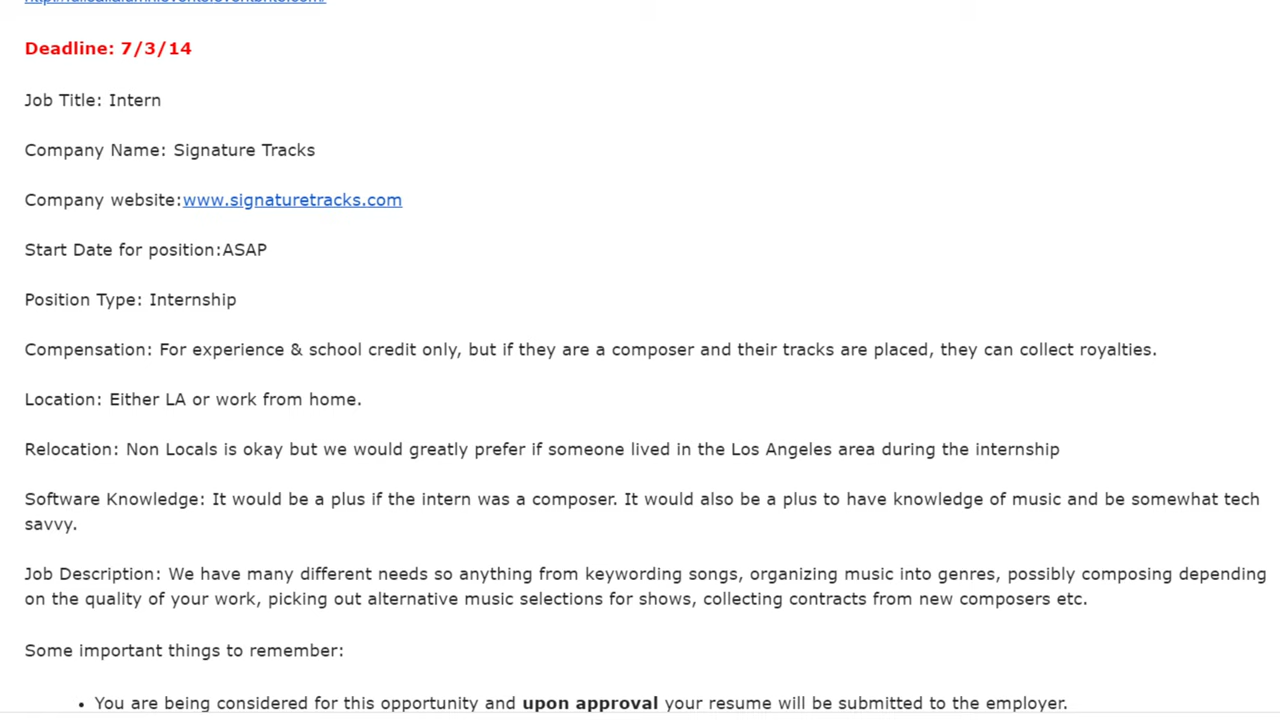 Deadline: 7/3/14
Job Title: Intern
Company Name: Signature Tracks
Company website:www.signaturetracks.com
Start Date for position:ASAP
Position Type: Internship
Compensation: For experience & school credit only, but if they are a composer and their tracks are placed, they can collect royalties.
Location: Either LA or work from home.
Relocation: Non Locals is okay but we would greatly prefer if someone lived in the Los Angeles area during the internship
Software Knowledge: It would be a plus if the intern was a composer. It would also be a plus to have knowledge of music and be somewhat tech
savvy.
Job Description: We have many different needs so anything from keywording songs, organizing music into genres, possibly composing depending
on the quality of your work, picking out alternative music selections for shows, collecting contracts from new composers etc.
Some important things to remember:
• You are being considered for this opportunity and upon approval your resume will be submitted to the employer.